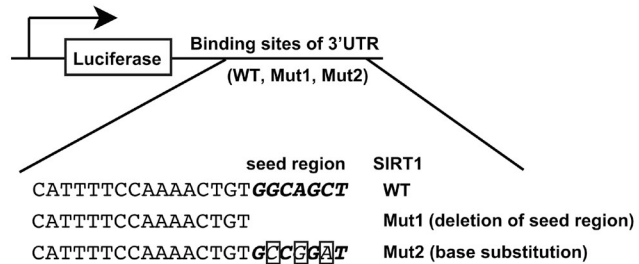 Luciferase
Binding sites of 3'UTR
(WT, Mut1, Mut2)
seed region SIRT1
CATTTTCCAAAACTGTGGCAGCT WT
CATTTTCCAAAACTGT Mut1 (deletion of seed region)
CATTTTCCAAAACTGTGCCGGAT Mut2 (base substitution)